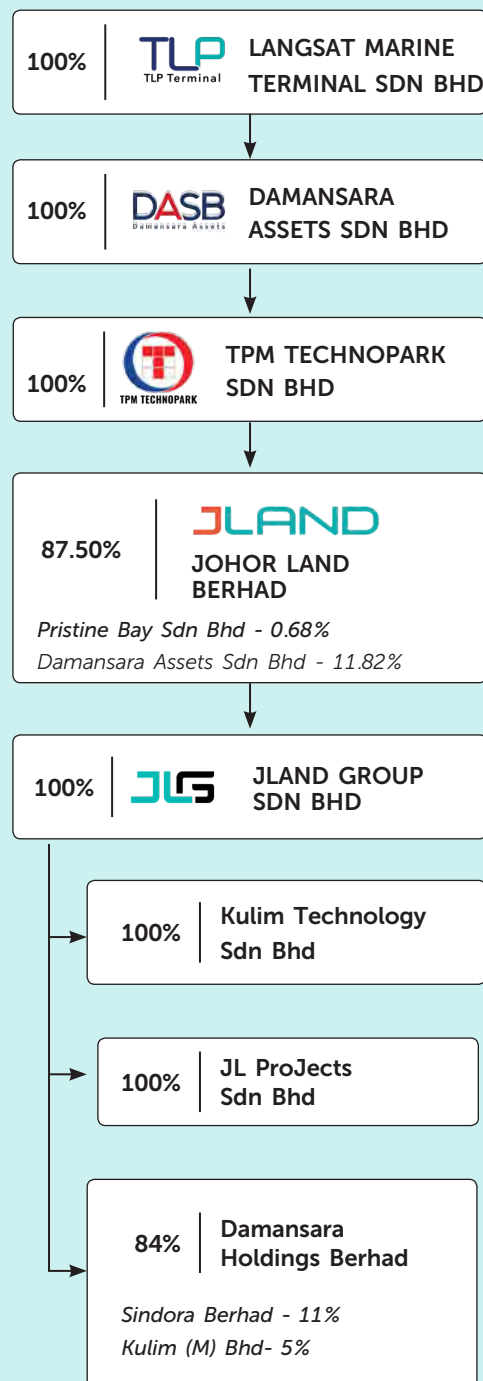 100%
TLP
TLP Terminal
LANGSAT MARINE
TERMINAL SDN BHD
100%
DASB
Damansara Assets
DAMANSARA
ASSETS SDN BHD
100%
T
TPM TECHNOPARK
TPM TECHNOPARK
SDN BHD
87.50%
JLAND
JOHOR LAND
BERHAD
Pristine Bay Sdn Bhd - 0.68%
Damansara Assets Sdn Bhd - 11.82%
100%
JLG
JLAND GROUP
SDN BHD
100%
Kulim Technology
Sdn Bhd
100%
JL ProJects
Sdn Bhd
84%
Damansara
Holdings Berhad
Sindora Berhad - 11%
Kulim (M) Bhd- 5%